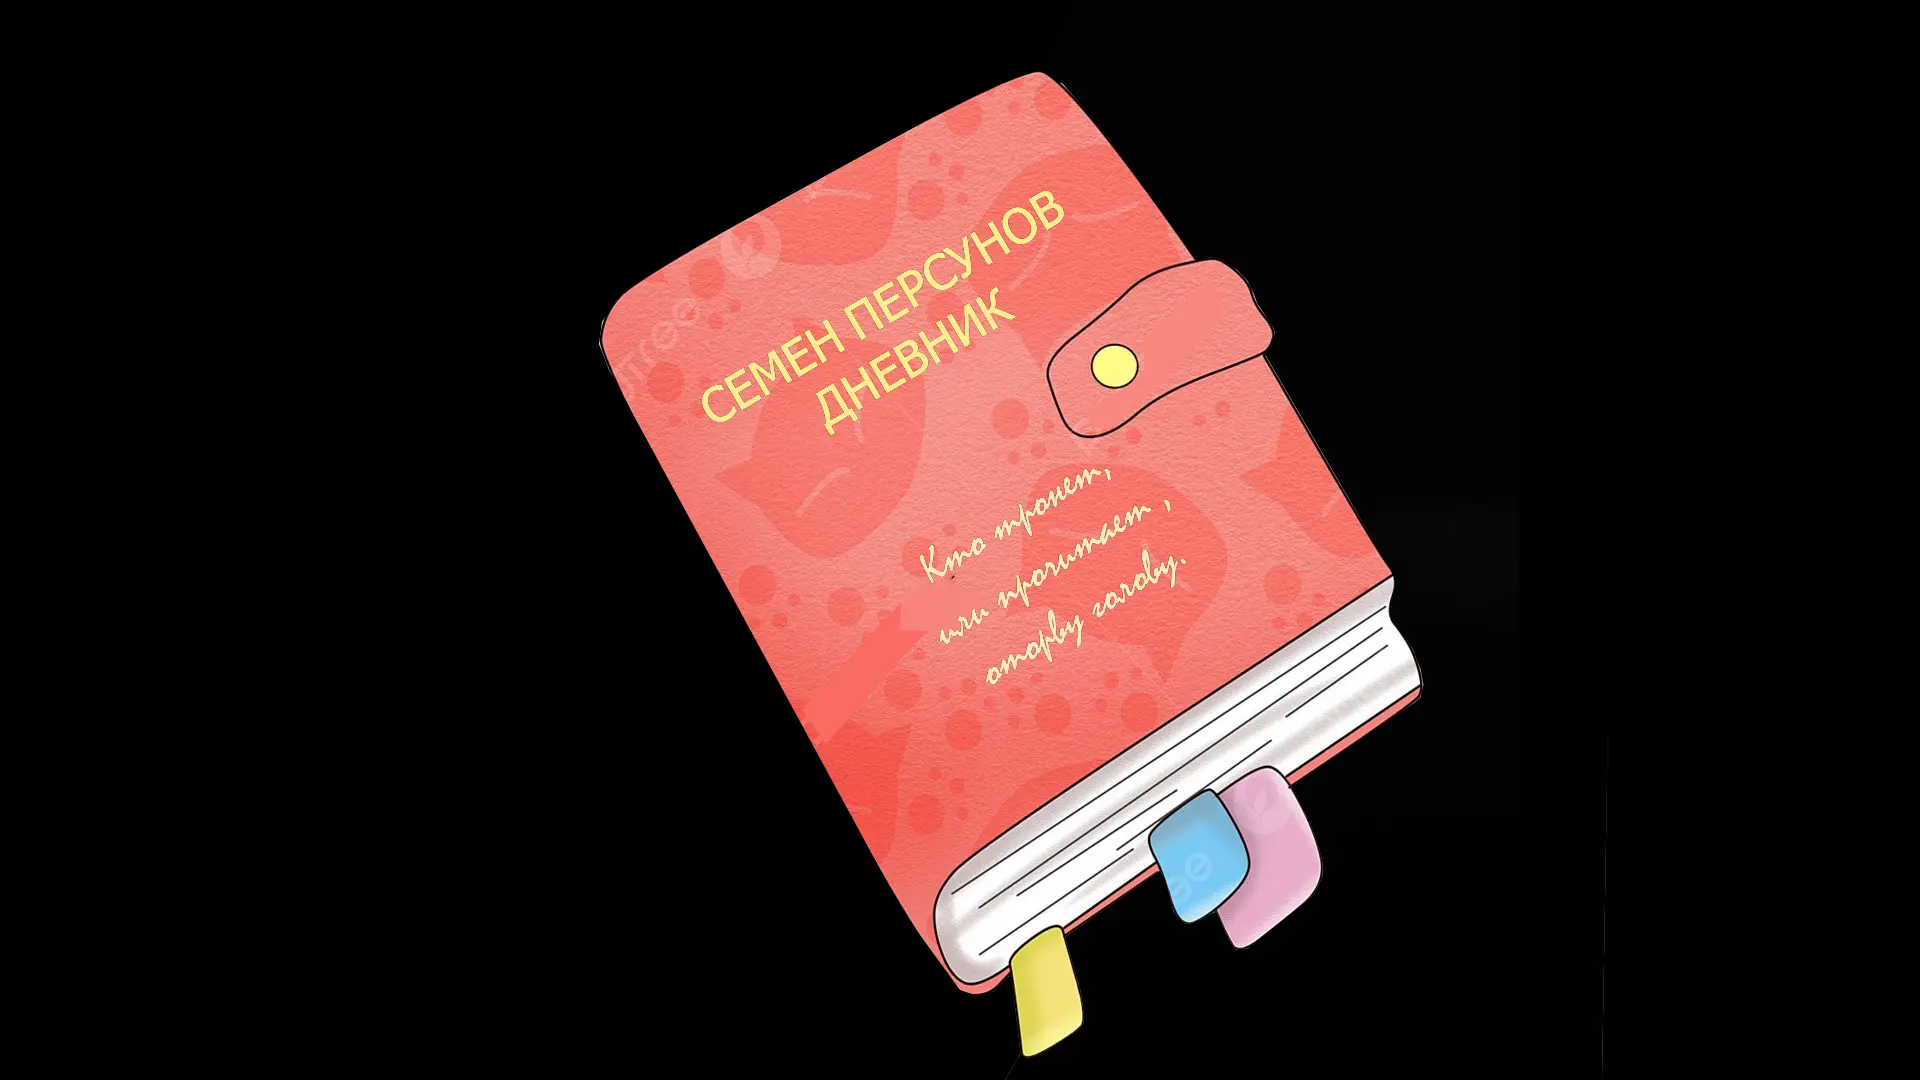 СЕМЕН ПЕРСУНОВ
ДНЕВНИК
Кто тронет,
или прочитает ,
оторву голову.